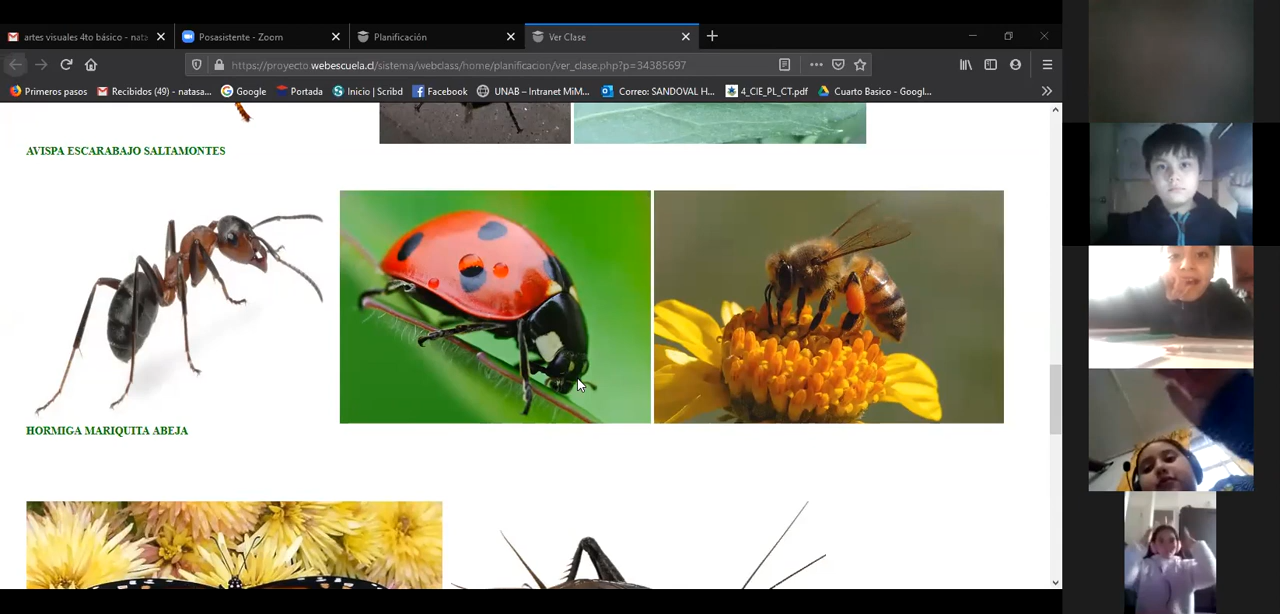 artes visuales 4to básico - nata
Posasistente - Zoom
Planificación
Ver Clase
https://proyecto.webescuela.cl/sistema/webclass/home/planificacion/ver_clase.php?p=34385697
Primeros pasos
Recibidos (49) - natasa...
Google
Portada
Inicio | Scribd
Facebook
UNAB – Intranet MiM...
Correo: SANDOVAL H...
4_CIE_PL_CT.pdf
Cuarto Basico - Googl...
AVISPA ESCARABAJO SALTAMONTES
HORMIGA MARIQUITA ABEJA